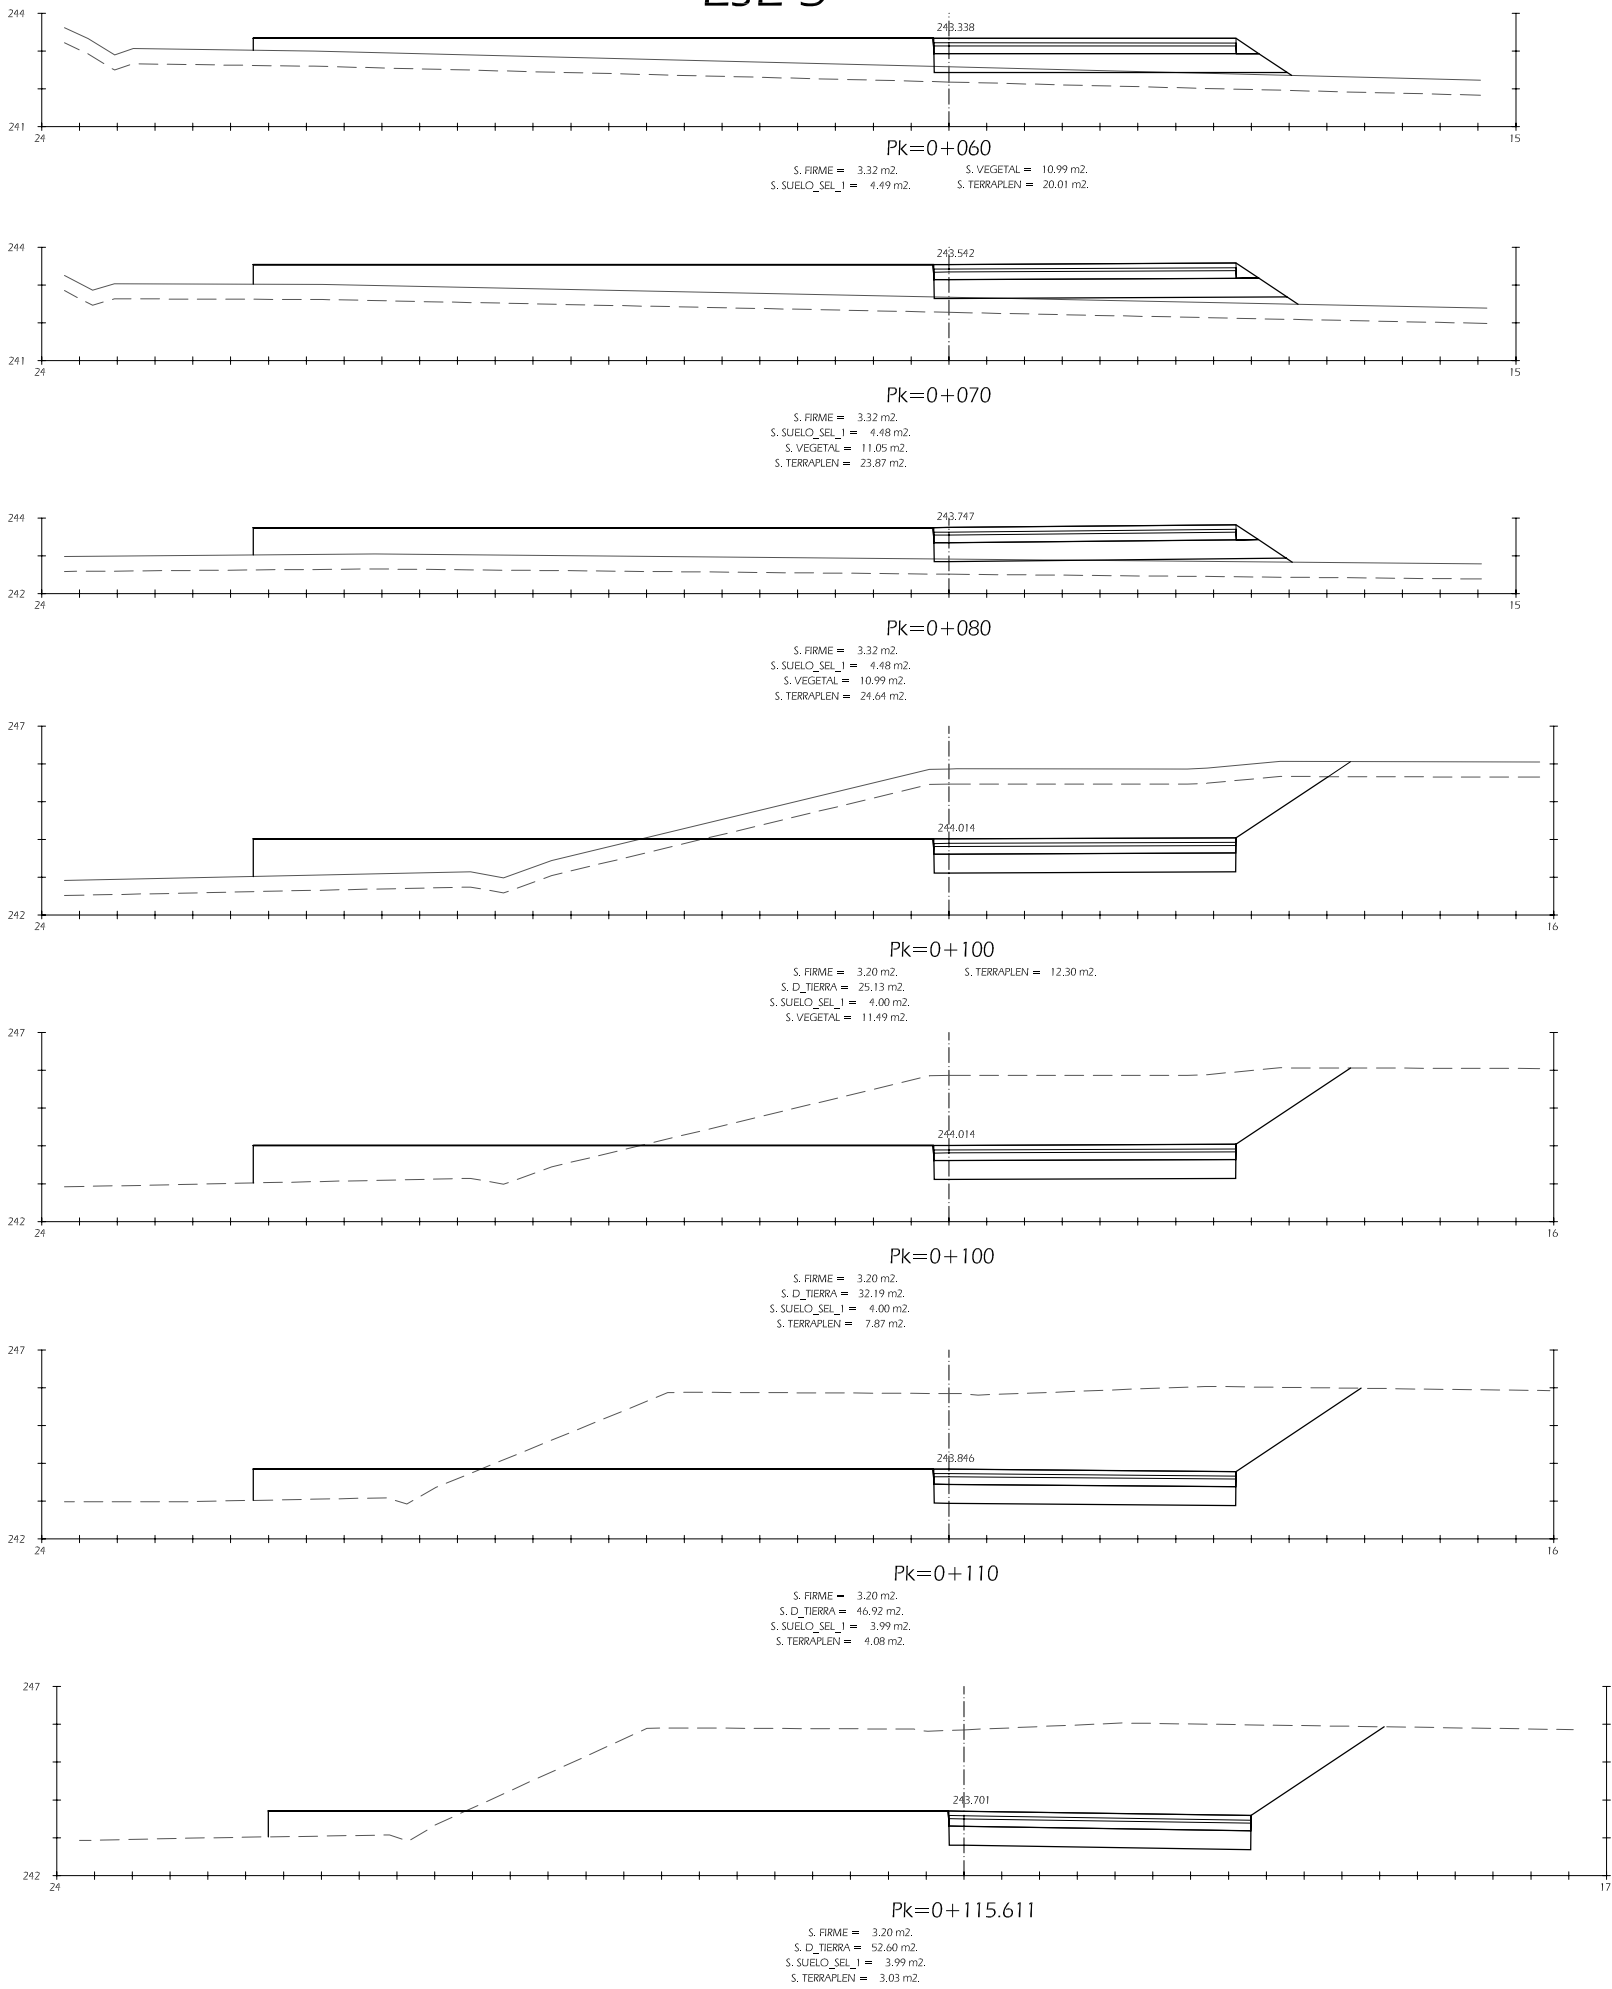 EJE 3
244
243.338
241
24
15
Pk=0+060
S. FIRME = 3.32 m2. S. VEGETAL = 10.99 m2.
S. SUELO_SEL_1 = 4.49 m2. S. TERRAPLEN = 20.01 m2.
244
243.542
241
24
15
Pk=0+070
S. FIRME = 3.32 m2.
S. SUELO_SEL_1 = 4.48 m2.
S. VEGETAL = 11.05 m2.
S. TERRAPLEN = 23.87 m2.
244
243.747
242
24
15
Pk=0+080
S. FIRME = 3.32 m2.
S. SUELO_SEL_1 = 4.48 m2.
S. VEGETAL = 10.99 m2.
S. TERRAPLEN = 24.64 m2.
247
244.014
242
24
16
Pk=0+100
S. FIRME = 3.20 m2. S. TERRAPLEN = 12.30 m2.
S. D_TIERRA = 25.13 m2.
S. SUELO_SEL_1 = 4.00 m2.
S. VEGETAL = 11.49 m2.
247
244.014
242
24
16
Pk=0+100
S. FIRME = 3.20 m2.
S. D_TIERRA = 32.19 m2.
S. SUELO_SEL_1 = 4.00 m2.
S. TERRAPLEN = 7.87 m2.
247
243.846
242
24
16
Pk=0+110
S. FIRME = 3.20 m2.
S. D_TIERRA = 46.92 m2.
S. SUELO_SEL_1 = 3.99 m2.
S. TERRAPLEN = 4.08 m2.
247
243.701
242
24
17
Pk=0+115.611
S. FIRME = 3.20 m2.
S. D_TIERRA = 52.60 m2.
S. SUELO_SEL_1 = 3.99 m2.
S. TERRAPLEN = 3.03 m2.